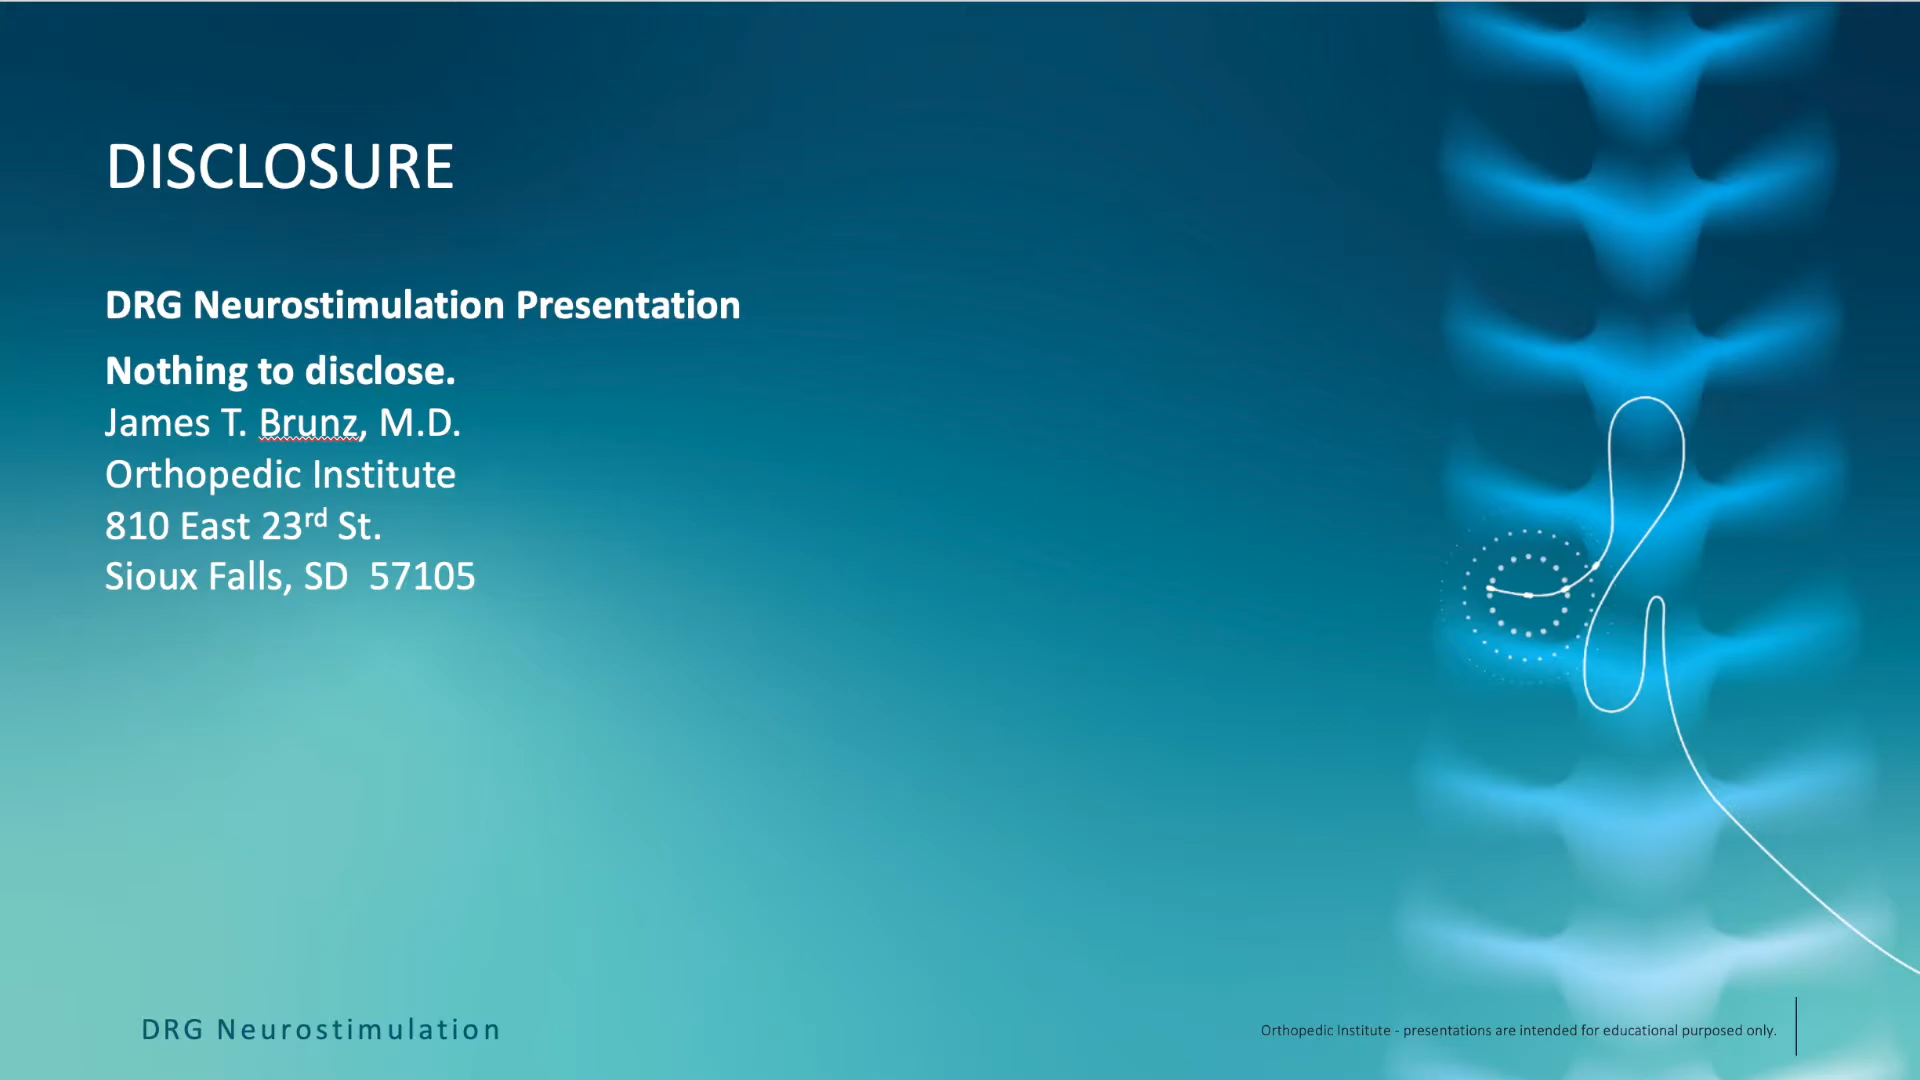 DISCLOSURE
DRG Neurostimulation Presentation
Nothing to disclose.
James T. Brunz, M.D.
Orthopedic Institute
810 East 23rd St.
Sioux Falls, SD  57105
DRG Neurostimulation
Orthopedic Institute - presentations are intended for educational purposed only.